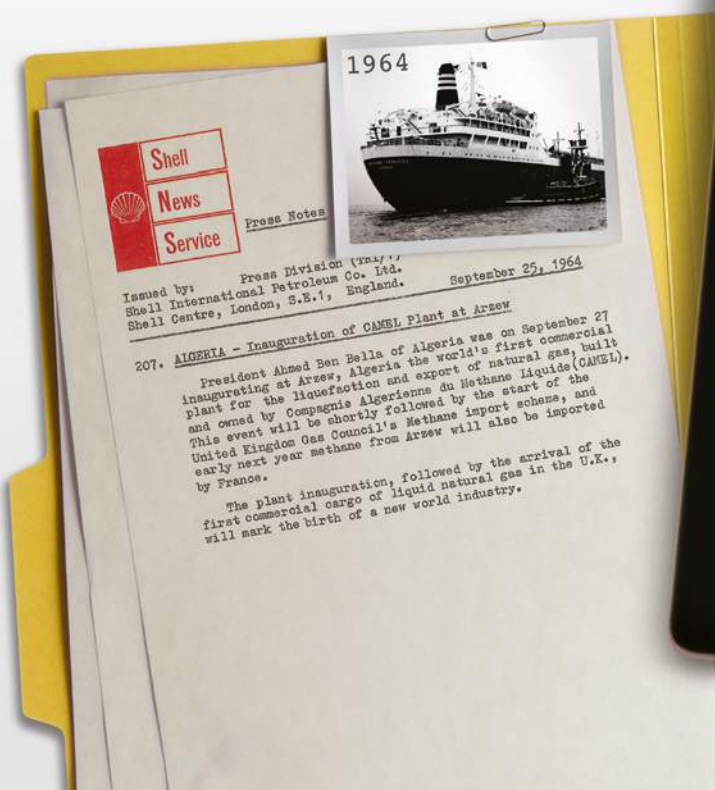 1964
Shell
News
Service
Press Notes
Issued by: Press Division
Shell International Petroleum Co. Ltd.
Shell Centre, London, S.E.1, England. September 25, 1964
207. ALGERIA - Inauguration of CAMEL Plant at Arzew
President Ahmed Ben Bella of Algeria was on September 27
inaugurating at Arzew, Algeria the world's first commercial
plant for the liquefaction and export of natural gas, built
and owned by Compagnie Algerienne du Methane Liquide(CAMEL).
This event will be shortly followed by the start of the
United Kingdom Gas Council's Methane import scheme, and
early next year methane from Arzew will also be imported
by France.
The plant inauguration, followed by the arrival of the
first commercial cargo of liquid natural gas in the U.K.,
will mark the birth of a new world industry.